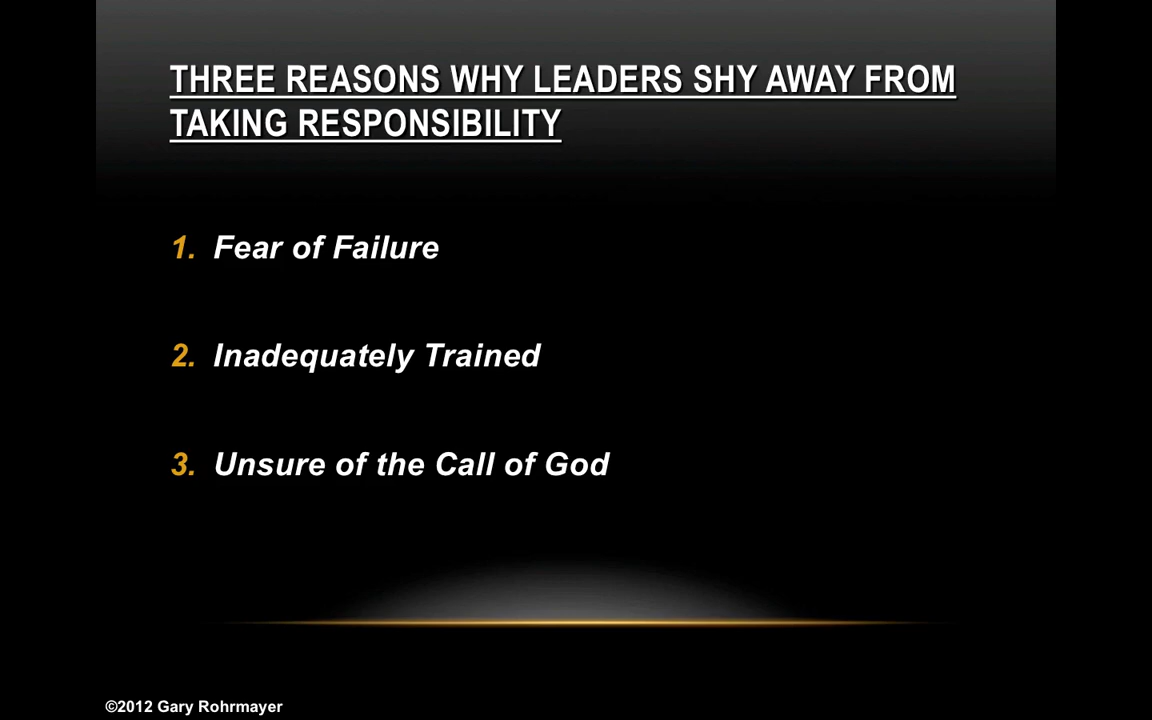 THREE REASONS WHY LEADERS SHY AWAY FROM
TAKING RESPONSIBILITY
1. Fear of Failure
2. Inadequately Trained
3. Unsure of the Call of God
©2012 Gary Rohrmayer